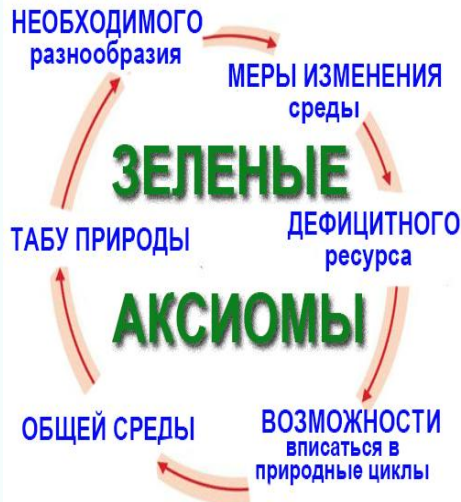 НЕОБХОДИМОГО
разнообразия
МЕРЫ ИЗМЕНЕНИЯ
среды
ЗЕЛЕНЫЕ
ДЕФИЦИТНОГО
ресурса
ТАБУ ПРИРОДЫ
АКСИОМЫ
ВОЗМОЖНОСТИ
вписаться в
природные циклы
ОБЩЕЙ СРЕДЫ